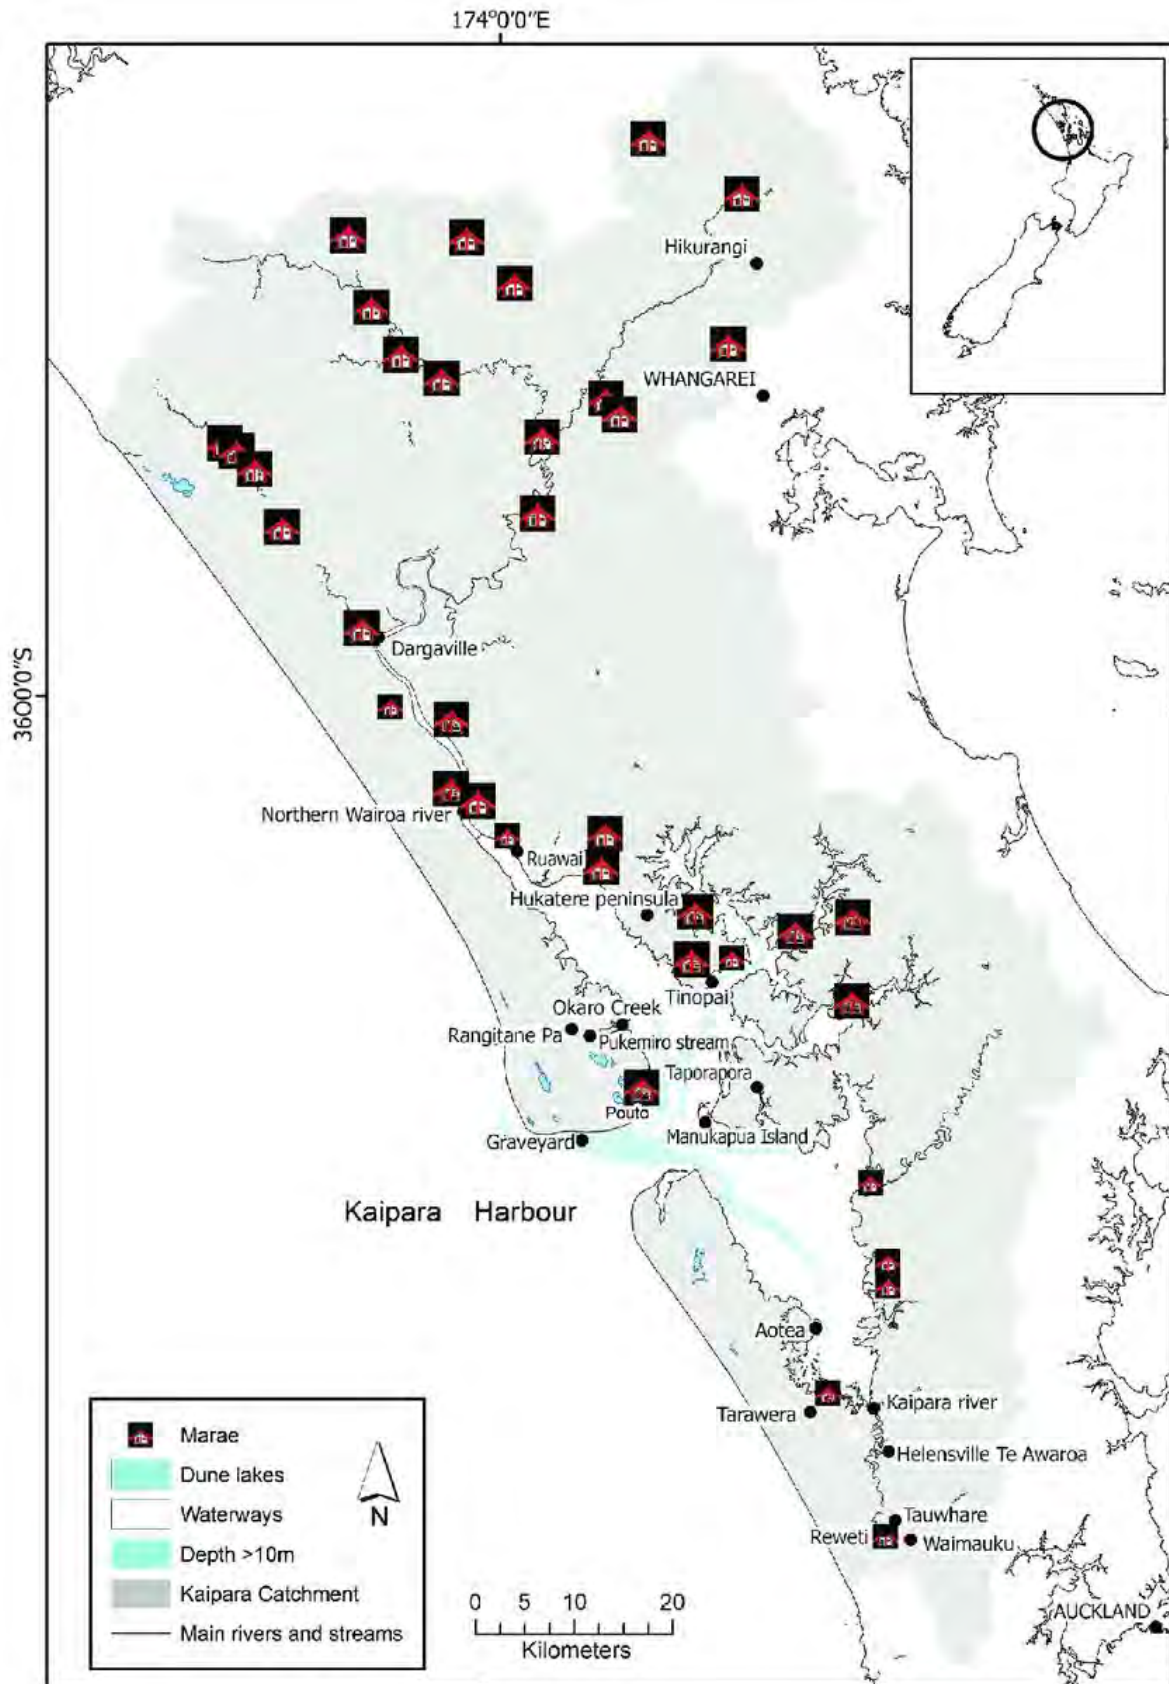 174°0'0"E
Hikurangi
WHANGAREI
Dargaville
3600'0"S
Northern Wairoa river
Ruawai
Hukatere peninsula
Tinopai
Okaro Creek
Rangitane Pa
Pukemiro stream
Taporapora
Pouto
Manukapua Island
Graveyard
Kaipara Harbour
Aotea
Tarawera
Kaipara river
Helensville Te Awaroa
Tauwhare
Reweti
Waimauku
AUCKLAND
Marae
Dune lakes
Waterways
Depth >10m
Kaipara Catchment
Main rivers and streams
N
0 5 10 20
Kilometers